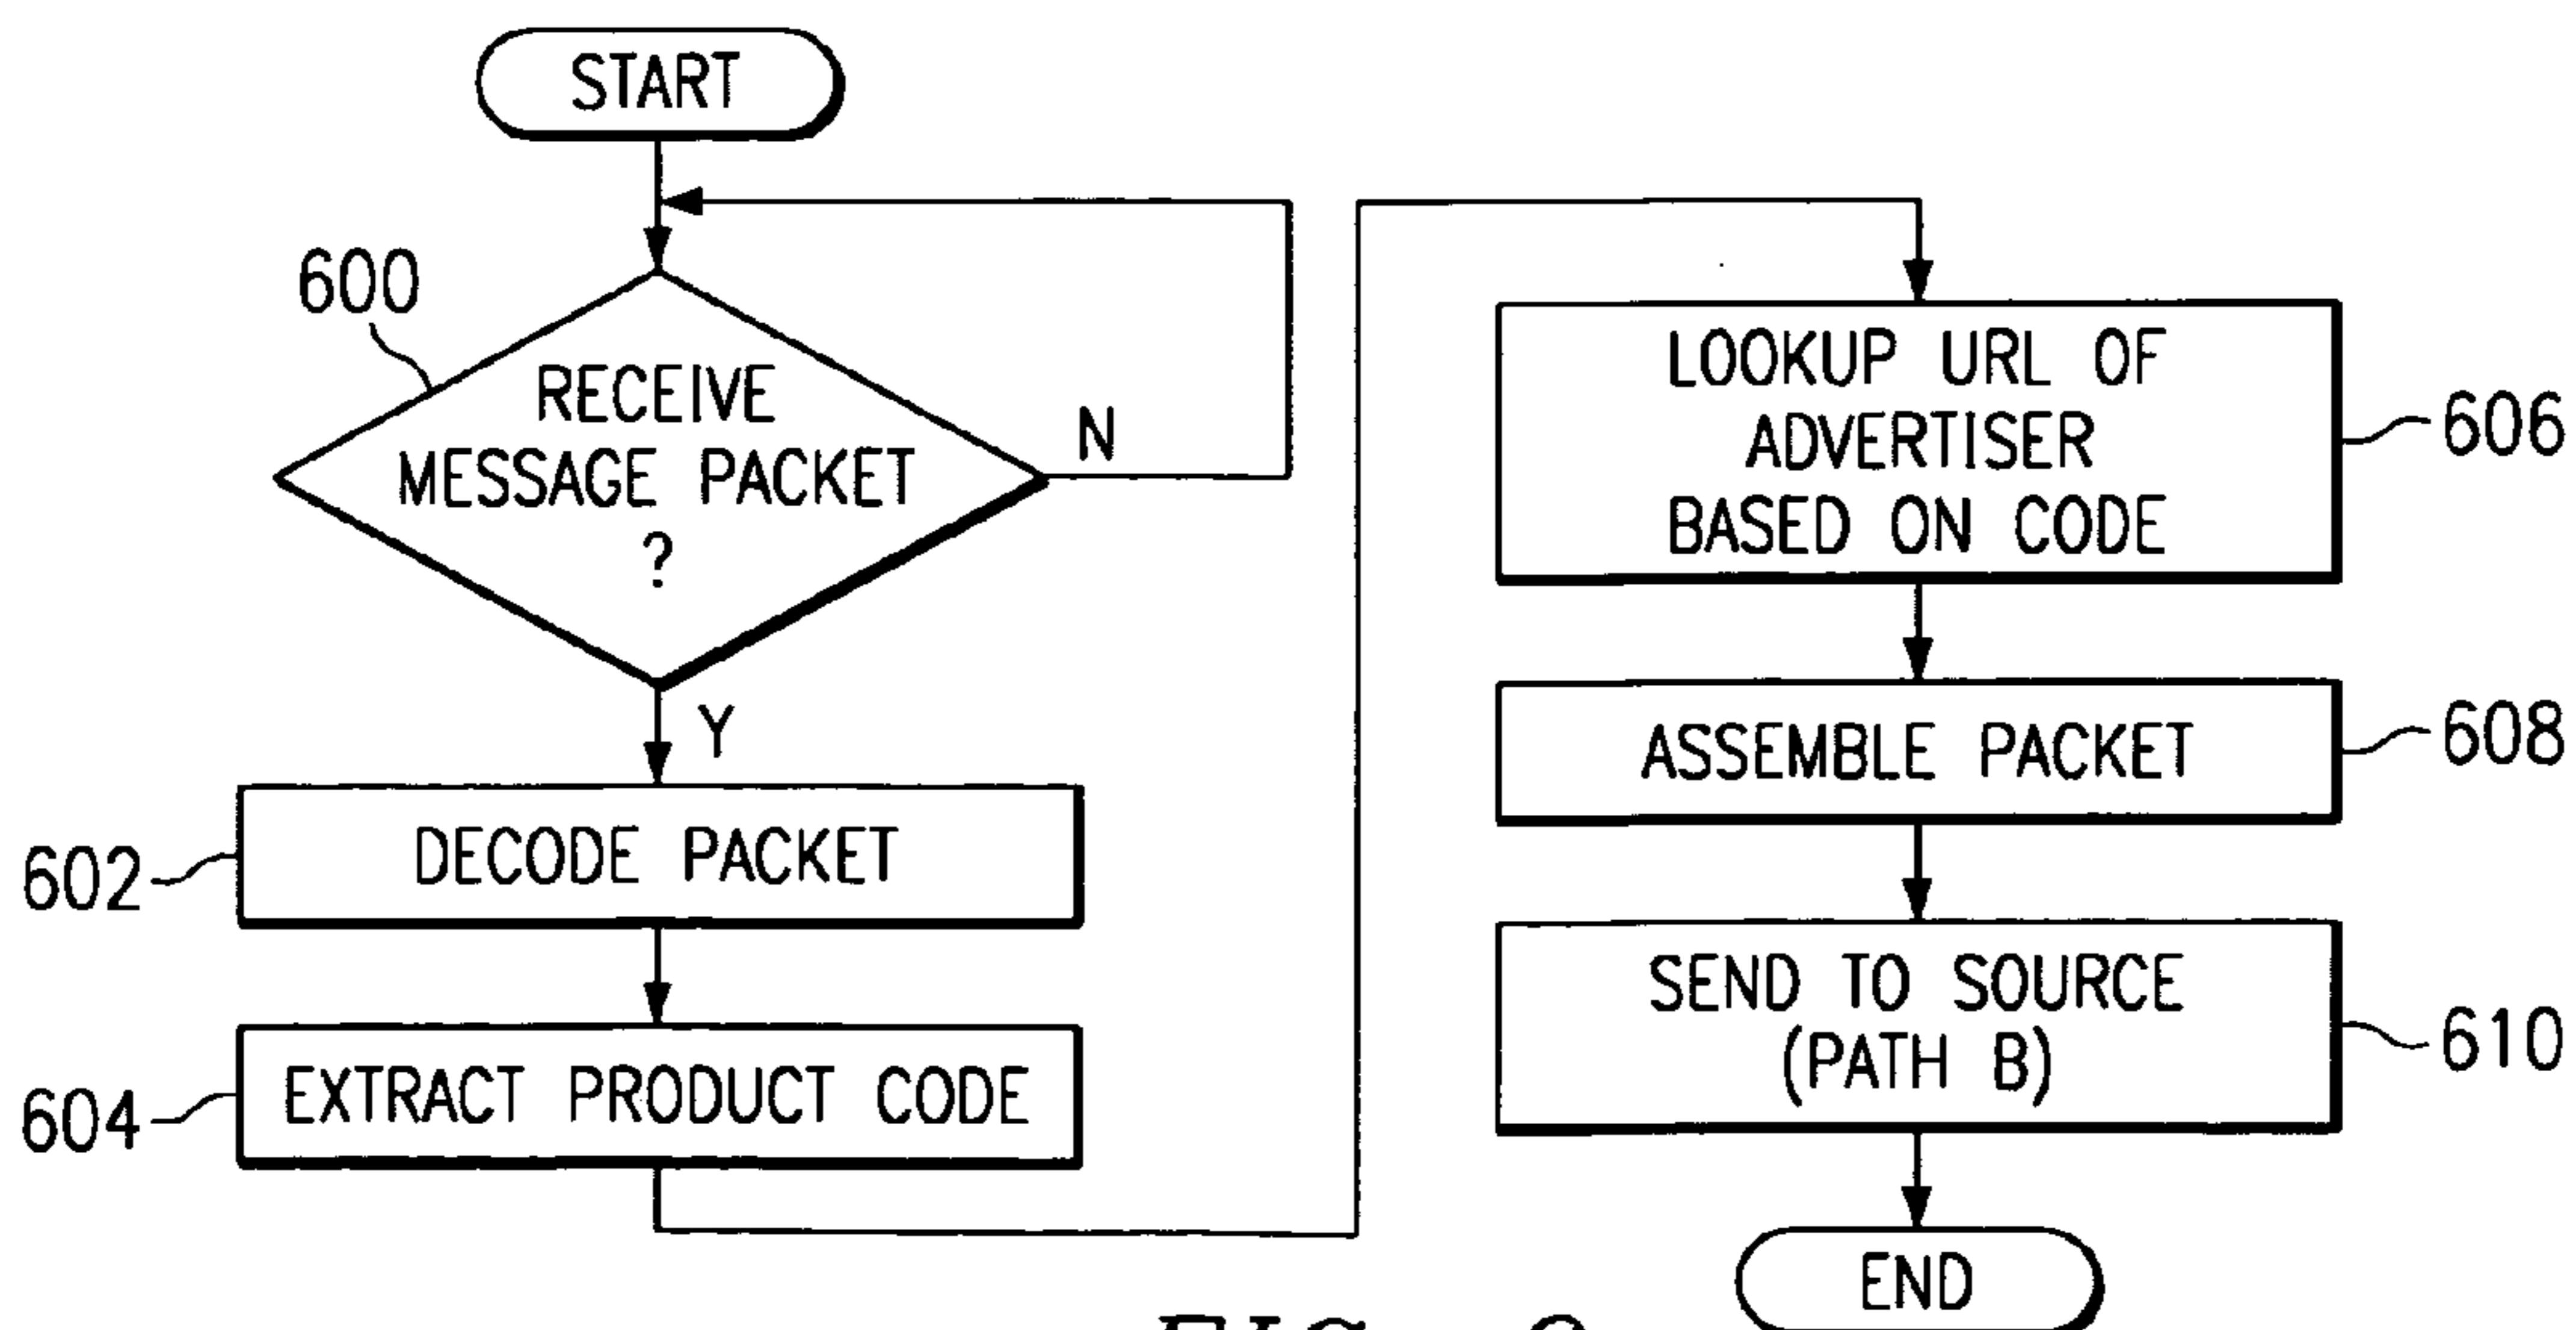 START
600
RECEIVE
MESSAGE PACKET
?
N
Y
602
DECODE PACKET
604
EXTRACT PRODUCT CODE
LOOKUP URL OF
ADVERTISER
BASED ON CODE
606
ASSEMBLE PACKET
608
SEND TO SOURCE
(PATH B)
610
END